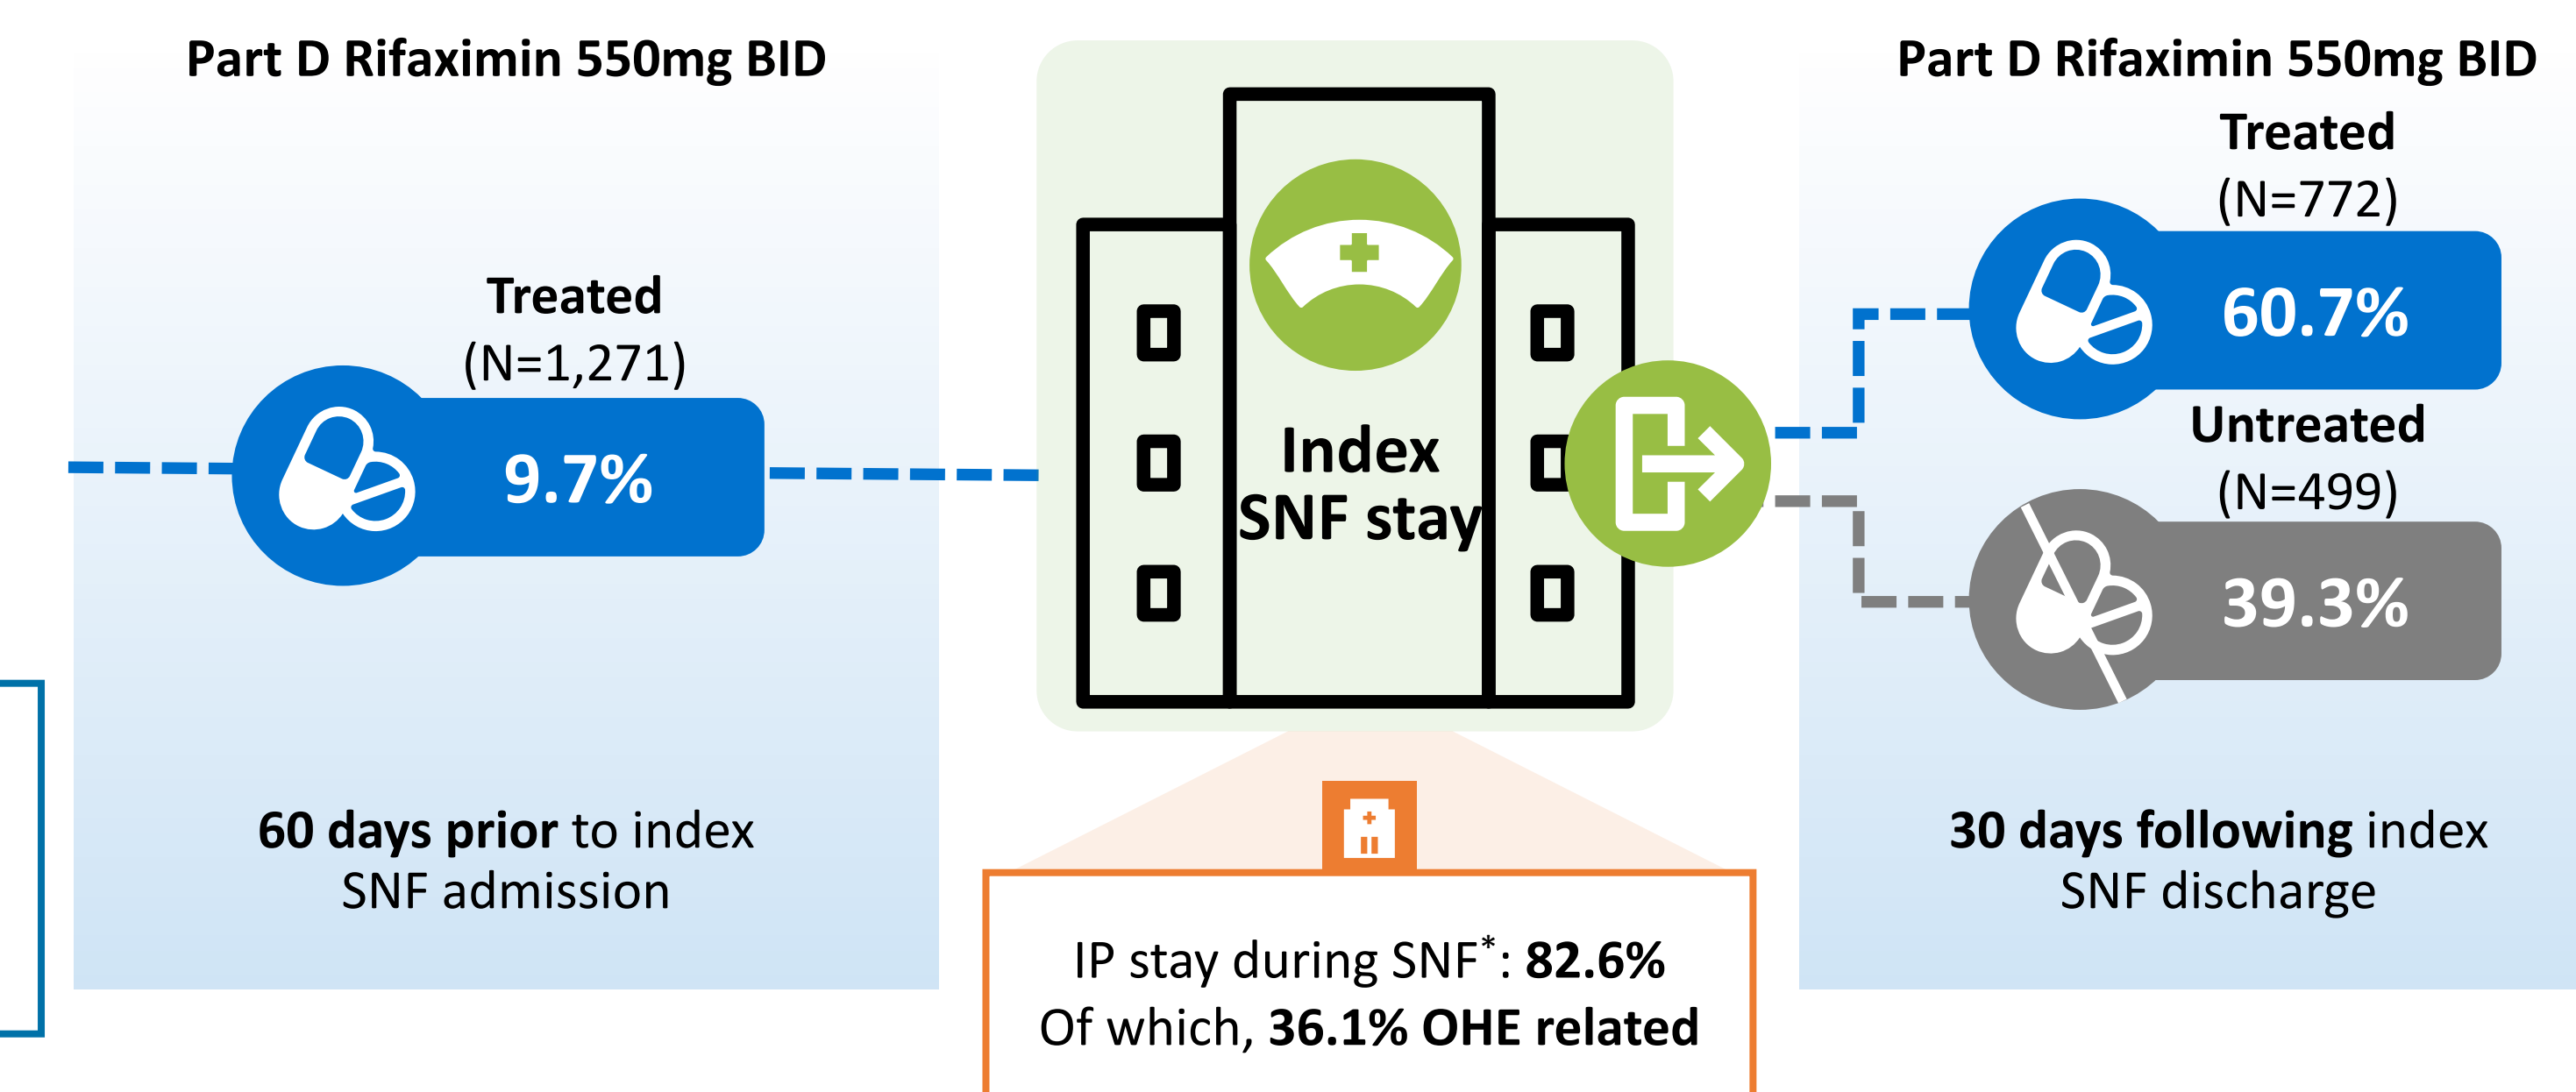 Part D Rifaximin 550mg BID
Treated
(N=1,271)
9.7%
60 days prior to index
SNF admission
Index
SNF stay
IP stay during SNF*: 82.6%
Of which, 36.1% OHE related
Part D Rifaximin 550mg BID
Treated
(N=772)
60.7%
Untreated
(N=499)
39.3%
30 days following index
SNF discharge